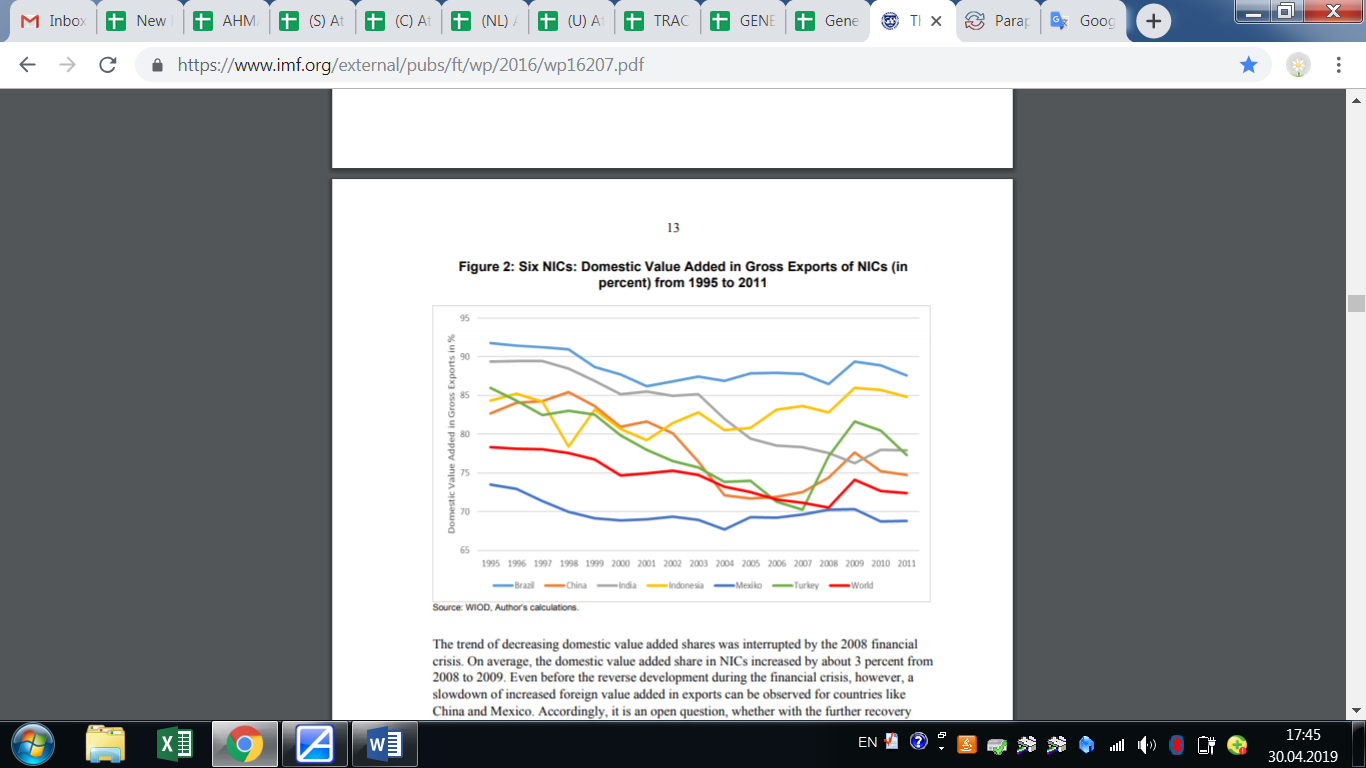 Inbox
New
AHM
(S) At
(C) At
(NL) A
(U) At
TRAC
GENE
Gene
Th
Parap
Goog
https://www.imf.org/external/pubs/ft/wp/2016/wp16207.pdf
13
Figure 2: Six NICs: Domestic Value Added in Gross Exports of NICs (in
percent) from 1995 to 2011
Domestic Value Added in Gross Exports in %
95
90
85
80
75
70
65
1995 1996 1997 1998 1999 2000 2001 2002 2003 2004 2005 2006 2007 2008 2009 2010 2011
Brazil China India Indonesia Mexiko Turkey World
Source: WIOD, Author's calculations.
The trend of decreasing domestic value added shares was interrupted by the 2008 financial
crisis. On average, the domestic value added share in NICs increased by about 3 percent from
2008 to 2009. Even before the reverse development during the financial crisis, however, a
slowdown of increased foreign value added in exports can be observed for countries like
China and Mexico. Accordingly, it is an open question, whether with the further recovery
EN
17:45
30.04.2019